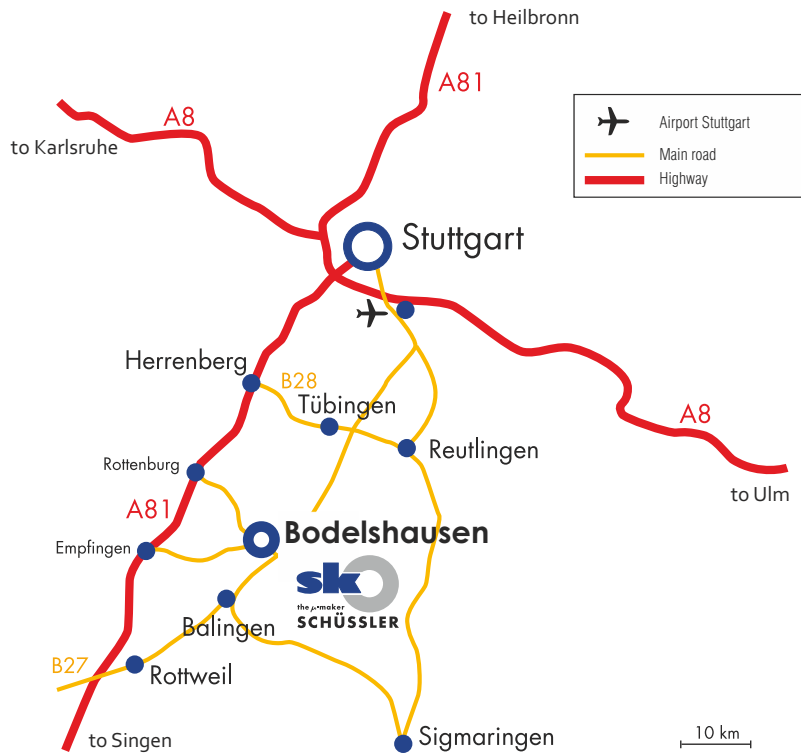 to Heilbronn
A81
A8
to Karlsruhe
Airport Stuttgart
Main road
Highway
Stuttgart
Herrenberg
B28
Tübingen
Reutlingen
A8
to Ulm
Rottenburg
A81
Empfingen
Bodelshausen
sk
the µ-maker
SCHÜSSLER
Balingen
B27
Rottweil
to Singen
Sigmaringen
10 km